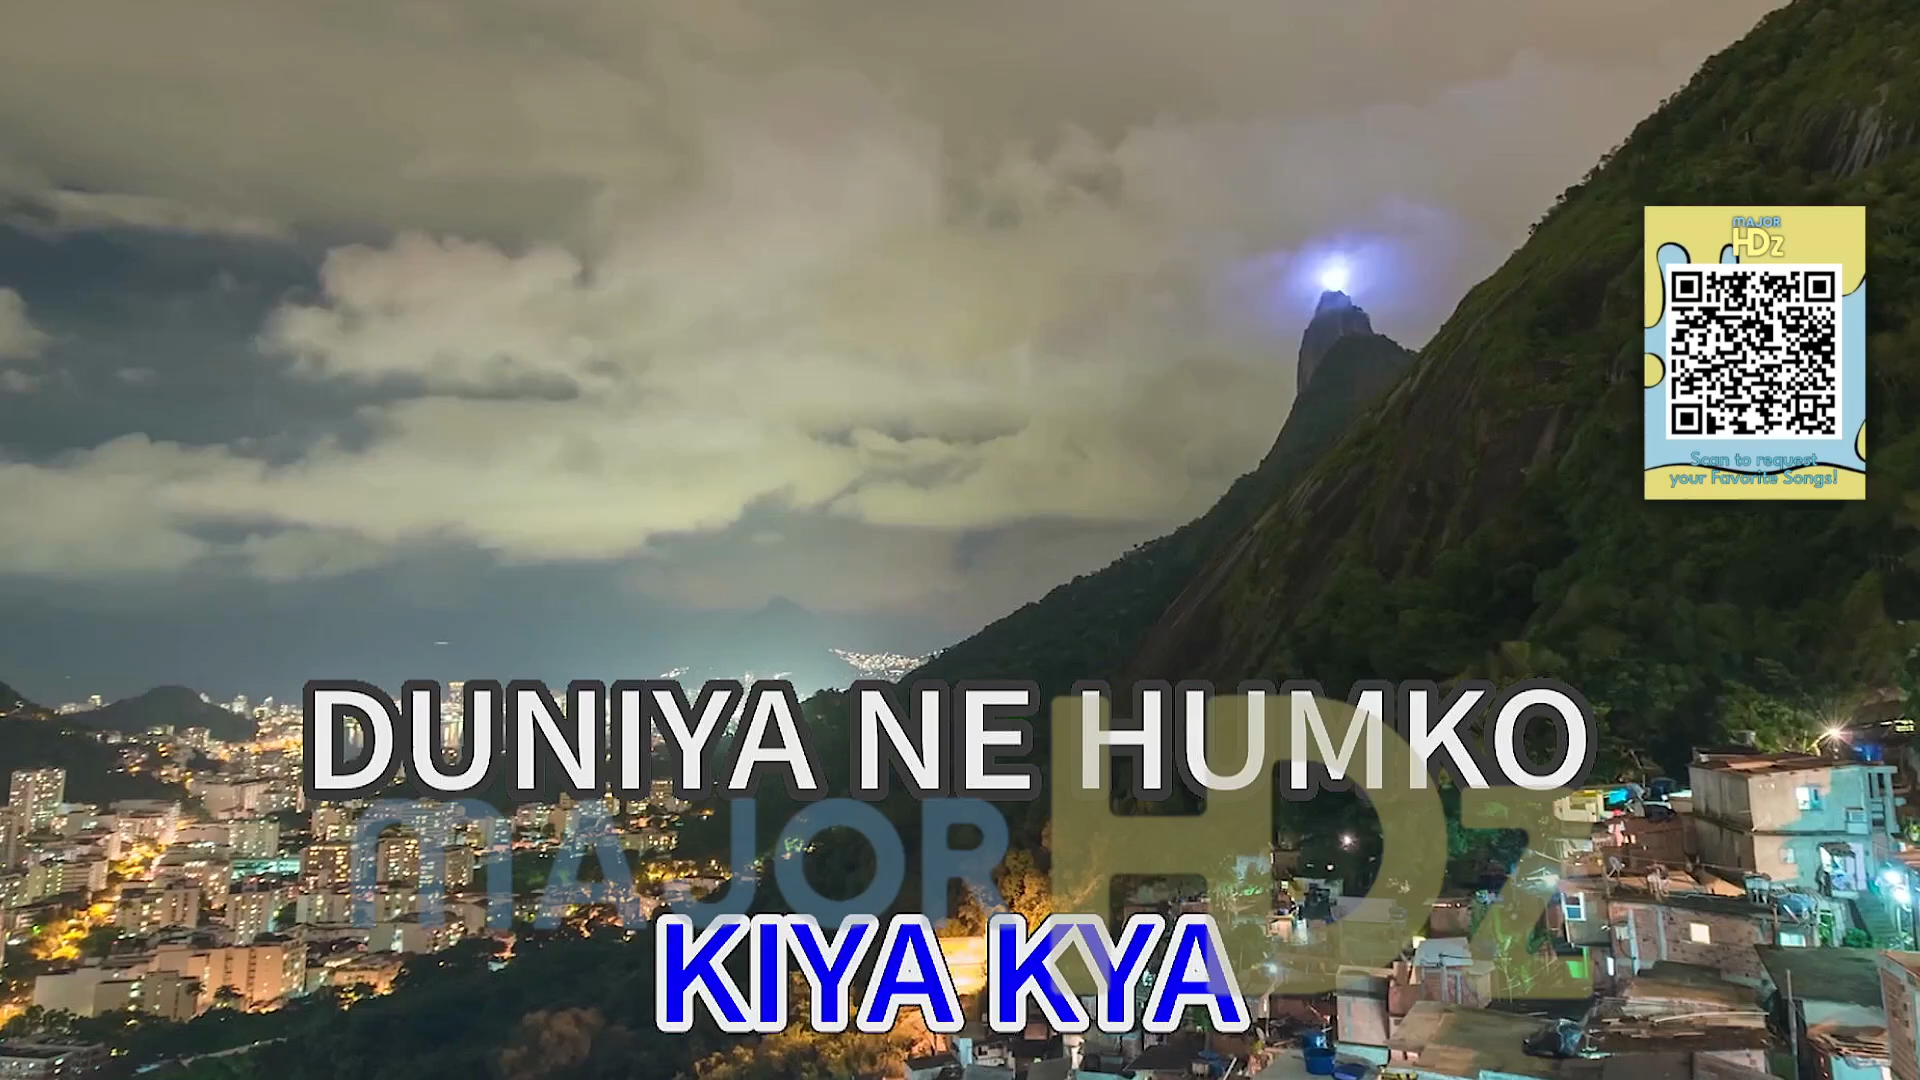 MAJOR
HDz
Scan to request
your Favorite Songs!
DUNIYA NE HUMKO
MAJOR HDz
KIYA KYA